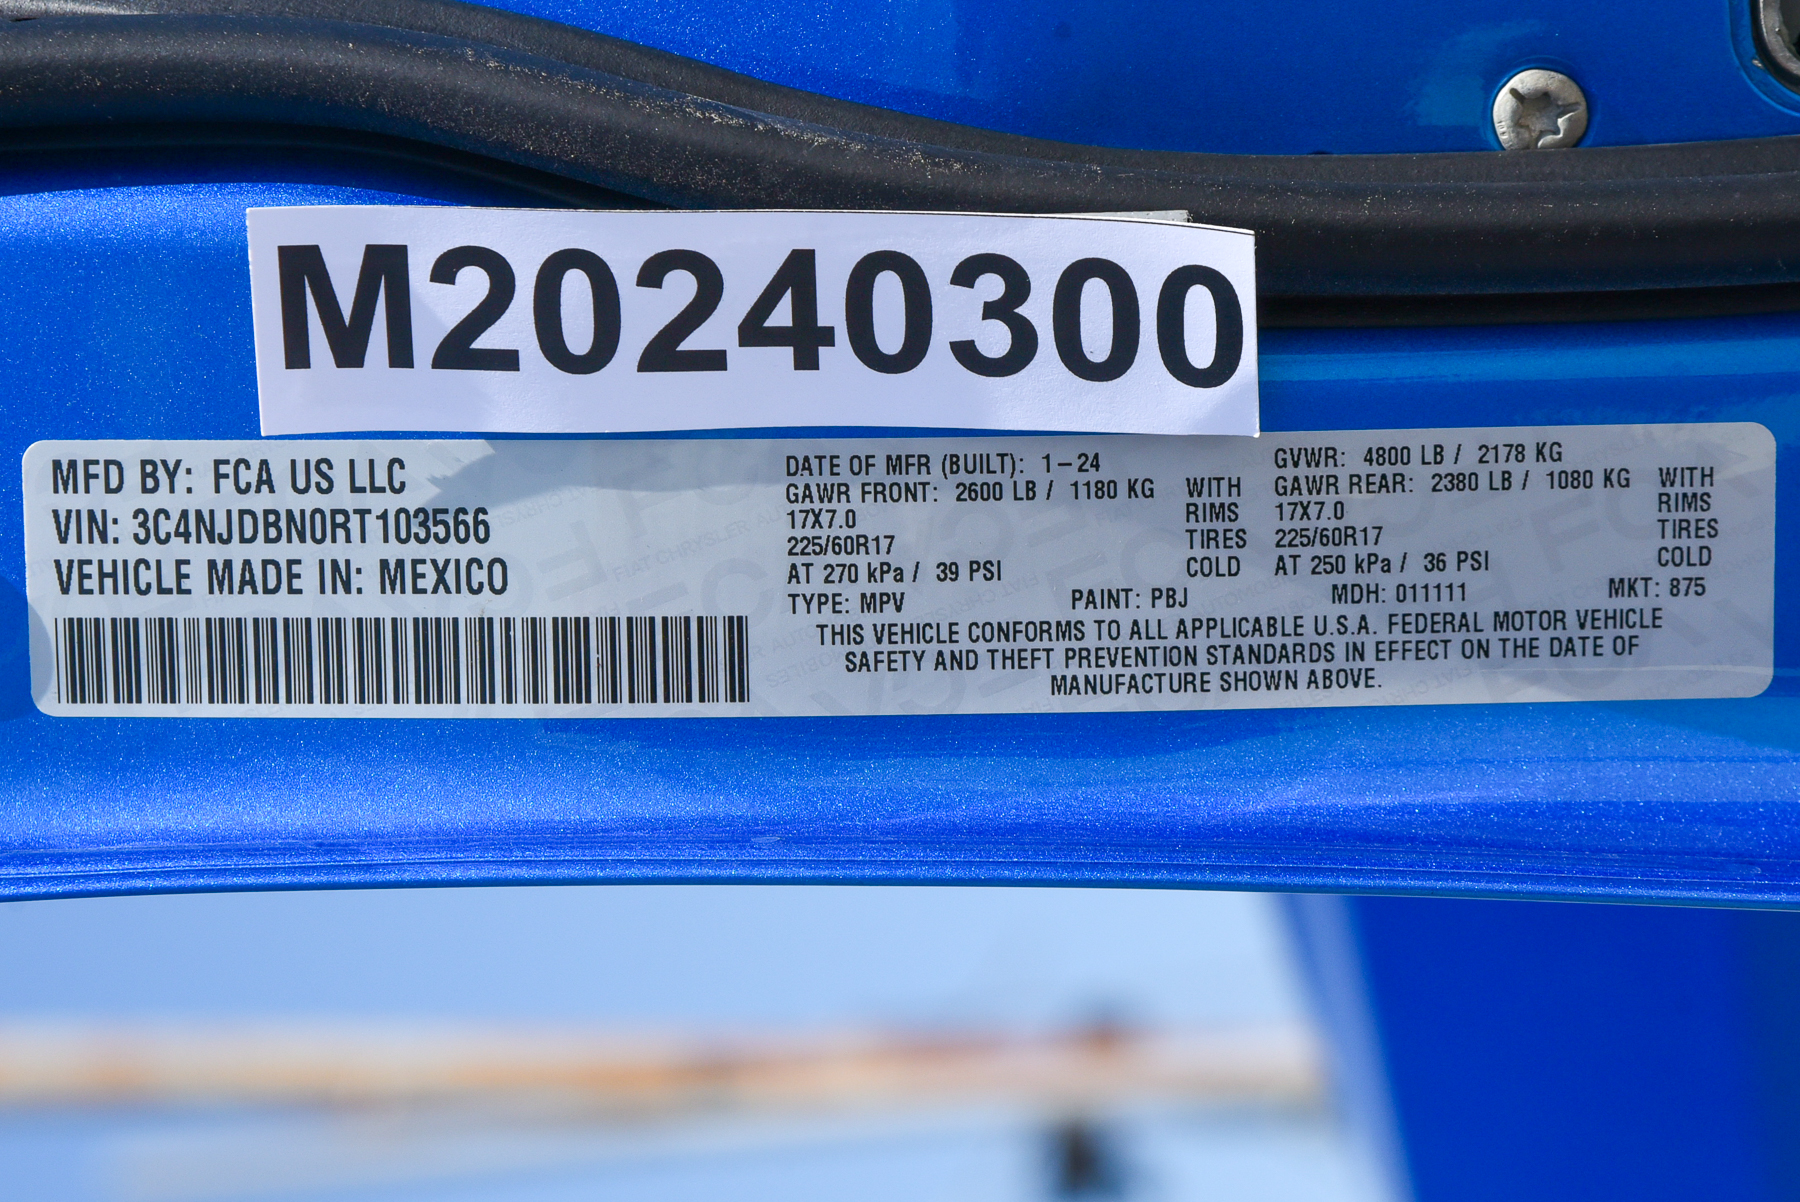 M20240300
MFD BY: FCA US LLC
VIN: 3C4NJDBN0RT103566
VEHICLE MADE IN: MEXICO
DATE OF MFR (BUILT): 1-24 GVWR: 4800 LB / 2178 KG
GAWR FRONT: 2600 LB / 1180 KG WITH GAWR REAR: 2380 LB / 1080 KG WITH
17X7.0 RIMS 17X7.0 RIMS
225/60R17 TIRES 225/60R17 TIRES
AT 270 kPa / 39 PSI COLD AT 250 kPa / 36 PSI COLD
TYPE: MPV PAINT: PBJ MDH: 011111 MKT: 875
THIS VEHICLE CONFORMS TO ALL APPLICABLE U.S.A. FEDERAL MOTOR VEHICLE
SAFETY AND THEFT PREVENTION STANDARDS IN EFFECT ON THE DATE OF
MANUFACTURE SHOWN ABOVE.